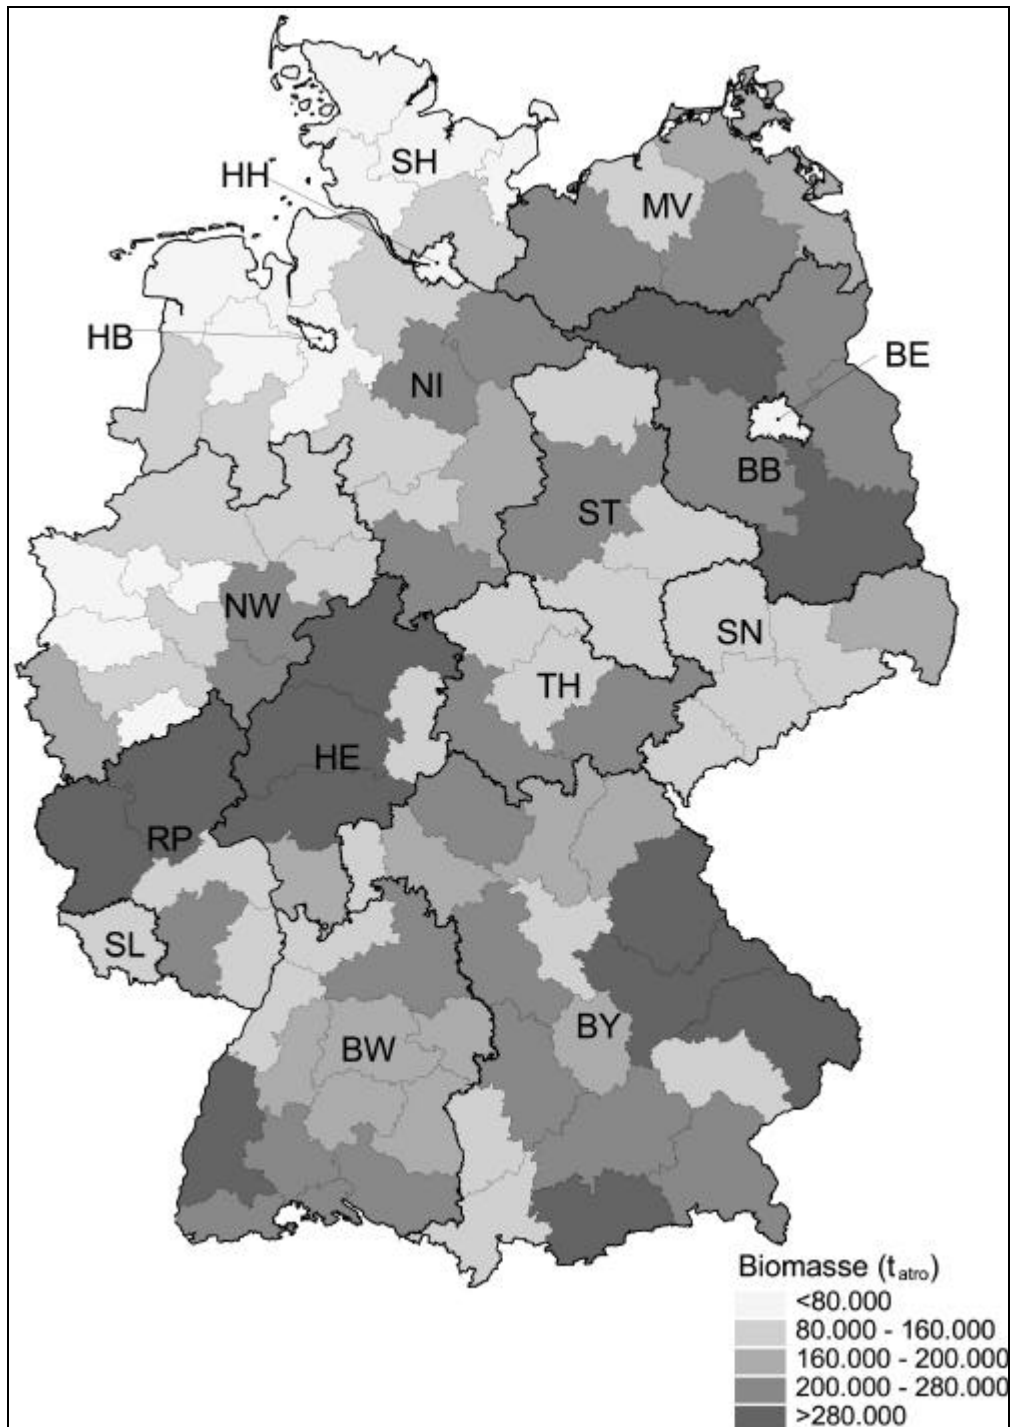 SH
HH
MV
HB
BE
NI
BB
ST
NW
SN
TH
HE
RP
SL
BY
BW
Biomasse (tatro)
<80.000
80.000 - 160.000
160.000 - 200.000
200.000 - 280.000
>280.000